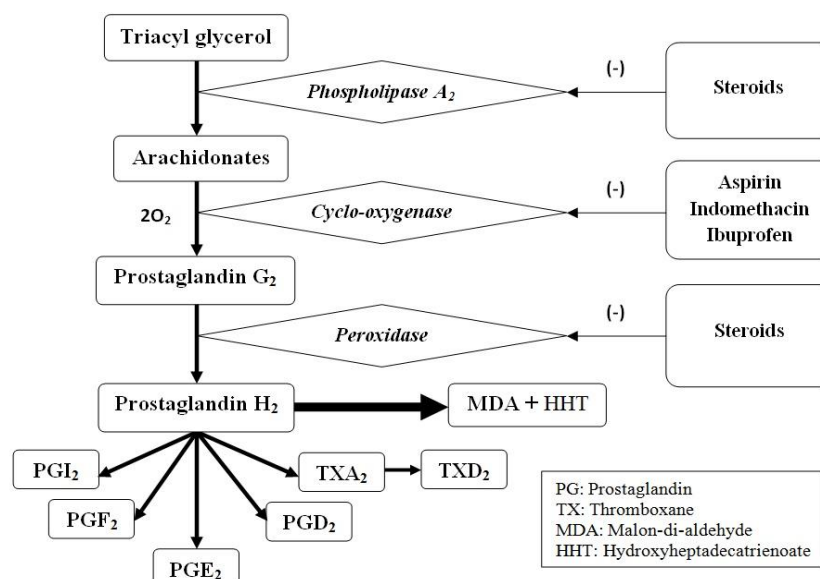 Triacyl glycerol
Phospholipase A₂
(-)
Steroids
Arachidonates
2O₂
Cyclo-oxygenase
(-)
Aspirin
Indomethacin
Ibuprofen
Prostaglandin G₂
Peroxidase
(-)
Steroids
Prostaglandin H₂
MDA + HHT
PGI₂
TXA₂
TXD₂
PGF₂
PGD₂
PGE₂
PG: Prostaglandin
TX: Thromboxane
MDA: Malon-di-aldehyde
HHT: Hydroxyheptadecatrienoate